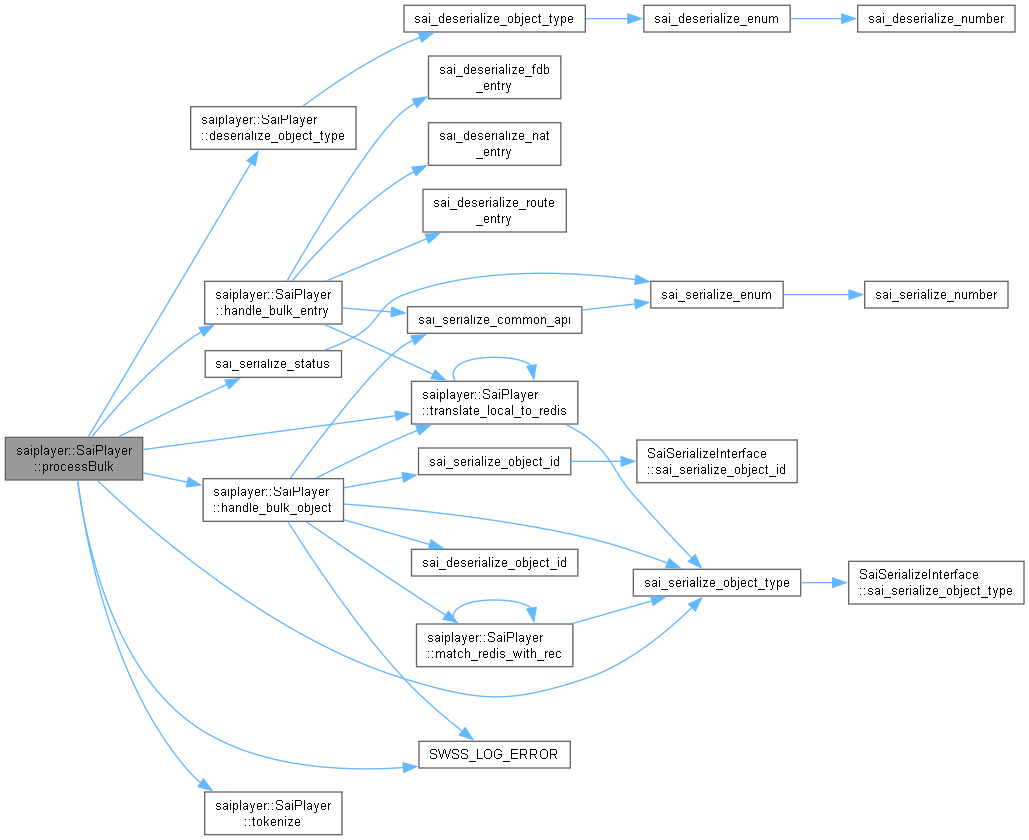 sai_deserialize_object_type
sai_deserialize_enum
sai_deserialize_number
sai_deserialize_fdb
_entry
saiplayer::SaiPlayer
::deserialize_object_type
sai_deserialize_nat
_entry
sai_deserialize_route
_entry
saiplayer::SaiPlayer
::handle_bulk_entry
sai_serialize_enum
sai_serialize_number
sai_serialize_common_api
sai_serialize_status
saiplayer::SaiPlayer
::translate_local_to_redis
saiplayer::SaiPlayer
::processBulk
sai_serialize_object_id
SaiSerializeInterface
::sai_serialize_object_id
saiplayer::SaiPlayer
::handle_bulk_object
sai_deserialize_object_id
sai_serialize_object_type
SaiSerializeInterface
::sai_serialize_object_type
saiplayer::SaiPlayer
::match_redis_with_rec
SWSS_LOG_ERROR
saiplayer::SaiPlayer
::tokenize